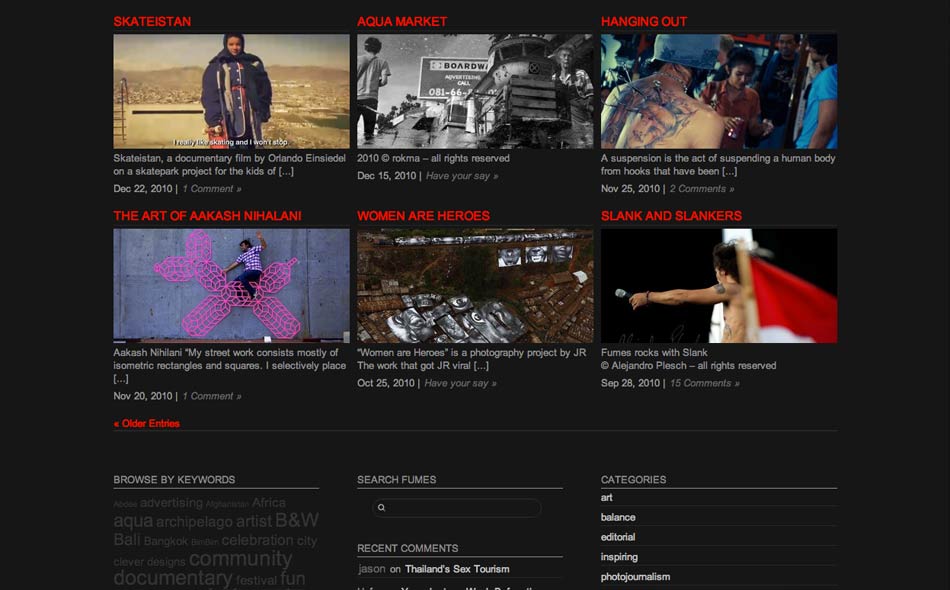 SKATEISTAN
AQUA MARKET
HANGING OUT
I really like skating and I won't stop.
BOARDWA
ADVERTISING
CALL
081-66-
Skateistan, a documentary film by Orlando Einsiedel
on a skatepark project for the kids of [...]
Dec 22, 2010 | 1 Comment »
2010 © rokma – all rights reserved
Dec 15, 2010 | Have your say »
A suspension is the act of suspending a human body
from hooks that have been [...]
Nov 25, 2010 | 2 Comments »
THE ART OF AAKASH NIHALANI
WOMEN ARE HEROES
SLANK AND SLANKERS
Aakash Nihilani "My street work consists mostly of
isometric rectangles and squares. I selectively place
[...]
Nov 20, 2010 | 1 Comment »
"Women are Heroes" is a photography project by JR
The work that got JR viral [...]
Oct 25, 2010 | Have your say »
Fumes rocks with Slank
© Alejandro Plesch – all rights reserved
Sep 28, 2010 | 15 Comments »
« Older Entries
BROWSE BY KEYWORDS
Abdee advertising Afghanistan Africa
aqua archipelago artist B&W
Bali Bangkok BimBim celebration city
clever designs community
documentary festival fun
SEARCH FUMES
RECENT COMMENTS
jason on Thailand's Sex Tourism
CATEGORIES
art
balance
editorial
inspiring
photojournalism